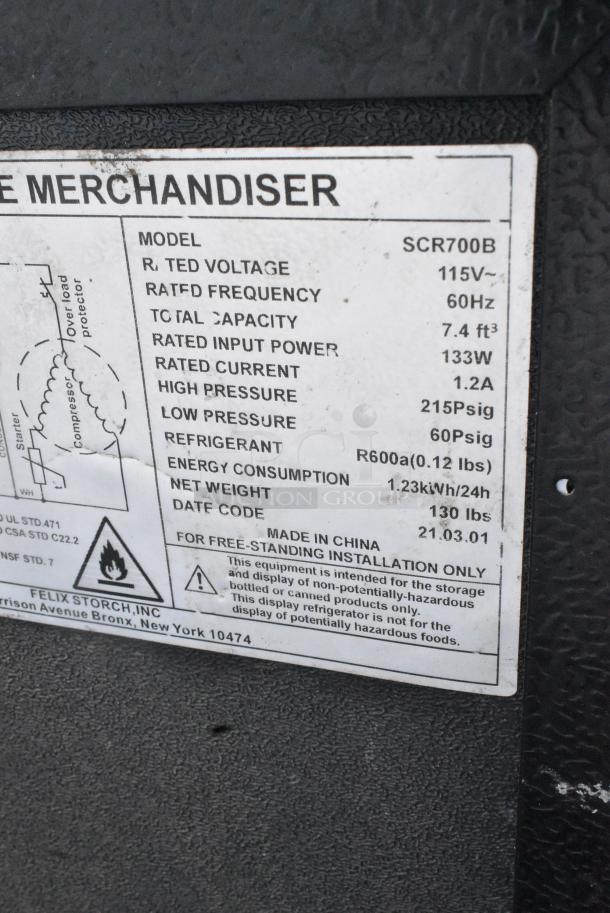 E MERCHANDISER
MODEL SCR700B
RATED VOLTAGE 115V~
RATED FREQUENCY 60Hz
TOTAL CAPACITY 7.4 ft³
RATED INPUT POWER 133W
RATED CURRENT 1.2A
HIGH PRESSURE 215Psig
LOW PRESSURE 60Psig
REFRIGERANT R600a(0.12 lbs)
ENERGY CONSUMPTION 1.23kWh/24h
NET WEIGHT 130 lbs
DATE CODE 21.03.01
MADE IN CHINA
FOR FREE-STANDING INSTALLATION ONLY
This equipment is intended for the storage
and display of non-potentially-hazardous
bottled or canned products only.
This display refrigerator is not for the
display of potentially hazardous foods.
Over load
protector
Compressor
Starter
WH
UL STD.471
CSA STD C22.2
NSF STD. 7
FELIX STORCH,INC
rrison Avenue Bronx, New York 10474
AUCTION GROUP